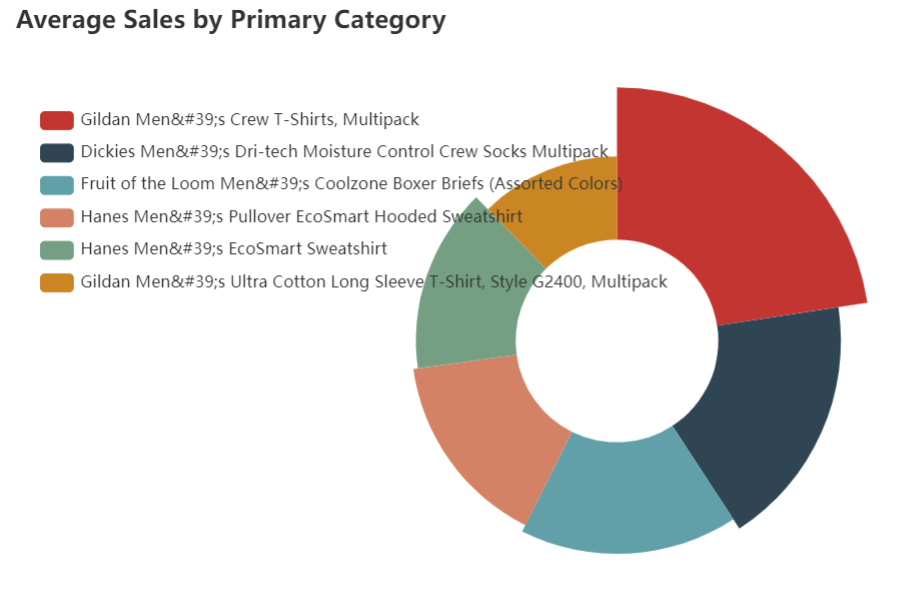 Average Sales by Primary Category
Gildan Men&#39;s Crew T-Shirts, Multipack
Dickies Men&#39;s Dri-tech Moisture Control Crew Socks Multipack
Fruit of the Loom Men&#39;s Coolzone Boxer Briefs (Assorted Colors)
Hanes Men&#39;s Pullover EcoSmart Hooded Sweatshirt
Hanes Men&#39;s EcoSmart Sweatshirt
Gildan Men&#39;s Ultra Cotton Long Sleeve T-Shirt, Style G2400, Multipack